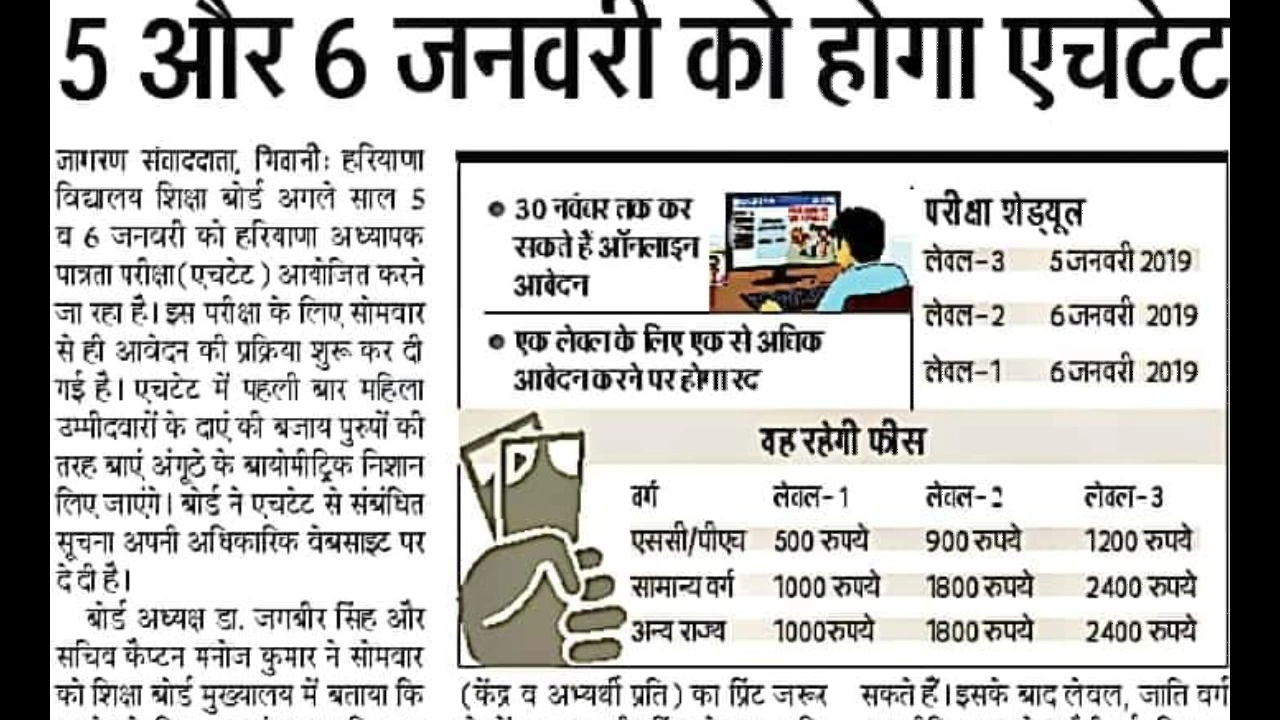 5 और 6 जनवरी को होगा एचटेट
जागरण संवाददाता, भिवानी: हरियाणा
विद्यालय शिक्षा बोर्ड अगले साल 5
व 6 जनवरी को हरियाणा अध्यापक
पात्रता परीक्षा(एचटेट) आयोजित करने
जा रहा है। इस परीक्षा के लिए सोमवार
से ही आवेदन की प्रक्रिया शुरू कर दी
गई है। एचटेट में पहली बार महिला
उम्मीदवारों के दाएं की बजाय पुरुषों की
तरह बाएं अंगूठे के बायोमीट्रिक निशान
लिए जाएंगे। बोर्ड ने एचटेट से संबंधित
सूचना अपनी अधिकारिक वेबसाइट पर
दे दी है।
बोर्ड अध्यक्ष डा. जगबीर सिंह और
सचिव कैप्टन मनोज कुमार ने सोमवार
को शिक्षा बोर्ड मुख्यालय में बताया कि
30 नवंबर तक कर
सकते हैं ऑनलाइन
आवेदन
एक लेवल के लिए एक से अधिक
आवेदन करने पर होगा रद
परीक्षा शेड्यूल
लेवल-3 5 जनवरी 2019
लेवल-2 6 जनवरी 2019
लेवल-1 6 जनवरी 2019
यह रहेगी फीस
वर्ग लेवल-1 लेवल-2 लेवल-3
एससी/पीएच 500 रुपये 900 रुपये 1200 रुपये
सामान्य वर्ग 1000 रुपये 1800 रुपये 2400 रुपये
अन्य राज्य 1000रुपये 1800 रुपये 2400 रुपये
(केंद्र व अभ्यर्थी प्रति) का प्रिंट जरूर
सकते हैं। इसके बाद लेवल, जाति वर्ग